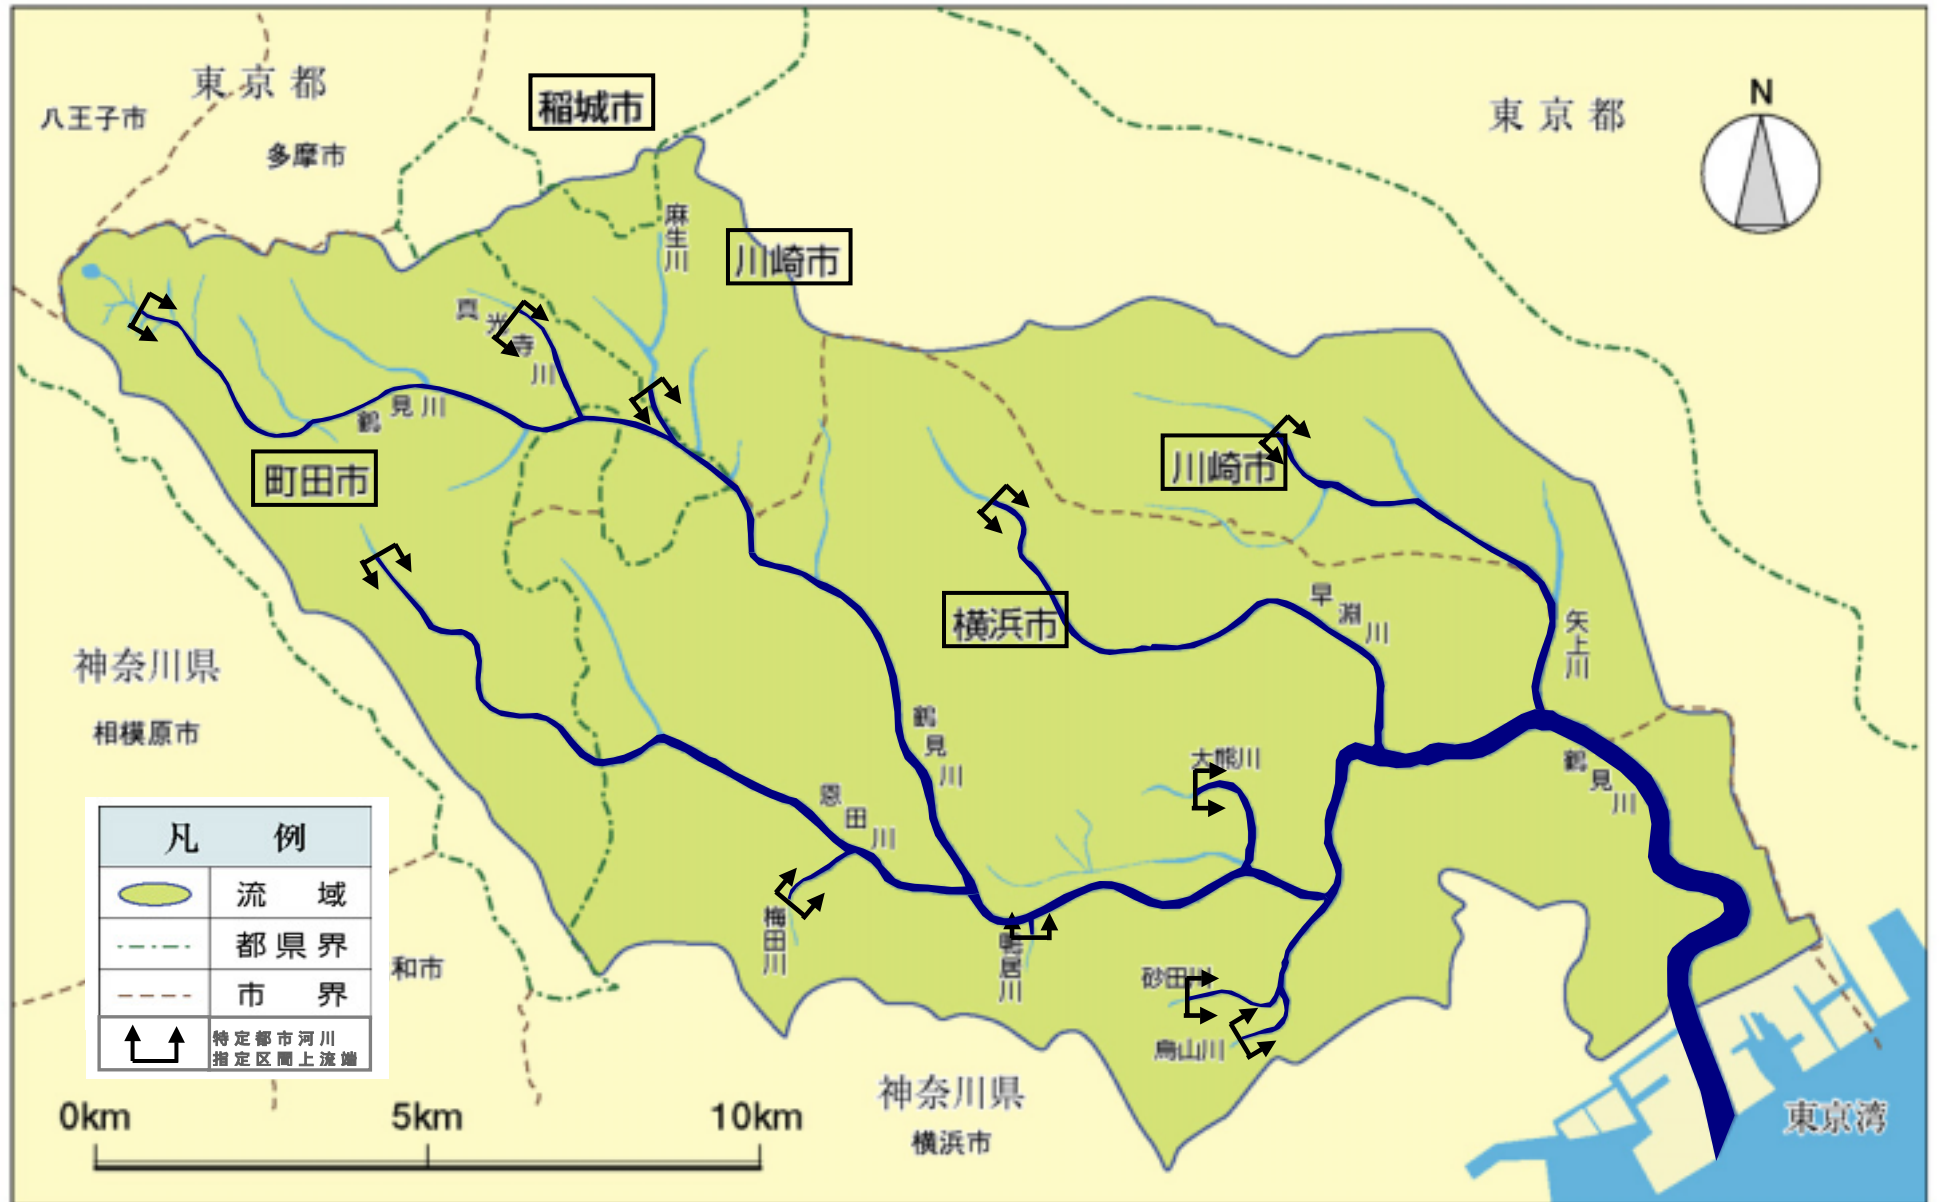 東京都
稲城市
八王子市
多摩市
東京都
N
麻生川
川崎市
真光寺川
鶴見川
町田市
川崎市
横浜市
早淵川
矢上川
神奈川県
相模原市
鶴見川
大熊川
鶴見川
恩田川
凡 例
流 域
都県界
市 界
特定都市河川
指定区間上流端
和市
梅田川
鴨居川
砂田川
鳥山川
0km
5km
10km
神奈川県
横浜市
東京湾